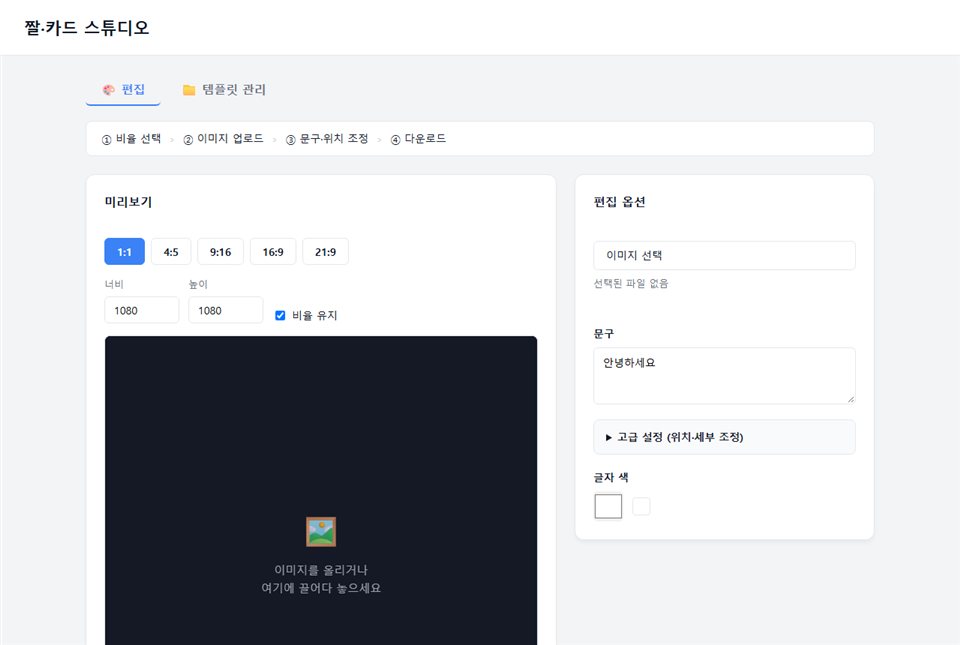 짤·카드 스튜디오
🎨 편집 📁 템플릿 관리
① 비율 선택 › ② 이미지 업로드 › ③ 문구·위치 조정 › ④ 다운로드
미리보기
1:1 4:5 9:16 16:9 21:9
너비 높이
1080 1080 비율 유지
이미지를 올리거나
여기에 끌어다 놓으세요
편집 옵션
이미지 선택
선택된 파일 없음
문구
안녕하세요
▶ 고급 설정 (위치·세부 조정)
글자 색